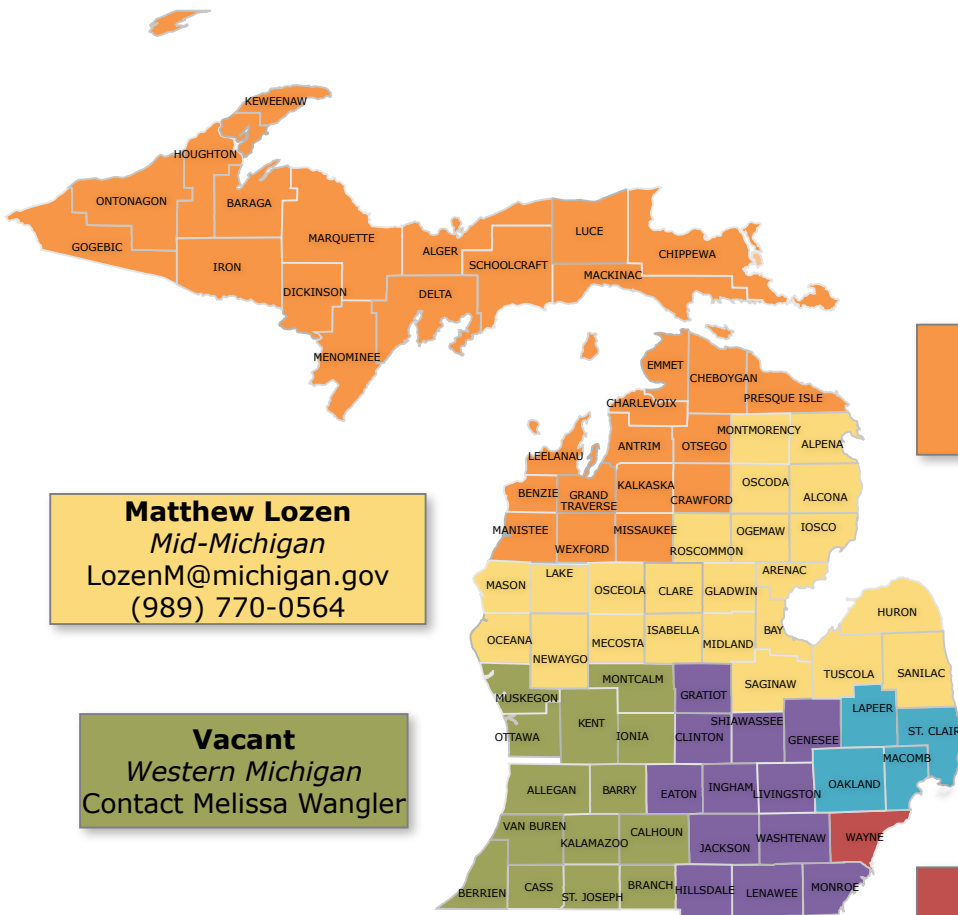 KEWEENAW
HOUGHTON
ONTONAGON
BARAGA
GOGEBIC
IRON
MARQUETTE
ALGER
LUCE
CHIPPEWA
SCHOOLCRAFT
MACKINAC
DICKINSON
DELTA
MENOMINEE
EMMET
CHEBOYGAN
PRESQUE ISLE
CHARLEVOIX
MONTMORENCY
ALPENA
ANTRIM
OTSEGO
LEELANAU
BENZIE
GRAND
TRAVERSE
KALKASKA
CRAWFORD
OSCODA
ALCONA
MANISTEE
WEXFORD
MISSAUKEE
ROSCOMMON
OGEMAW
IOSCO
ARENAC
MASON
LAKE
OSCEOLA
CLARE
GLADWIN
HURON
OCEANA
NEWAYGO
MECOSTA
ISABELLA
MIDLAND
BAY
TUSCOLA
SANILAC
SAGINAW
MUSKEGON
MONTCALM
GRATIOT
LAPEER
OTTAWA
KENT
IONIA
CLINTON
SHIAWASSEE
GENESEE
ST. CLAIR
MACOMB
OAKLAND
ALLEGAN
BARRY
EATON
INGHAM
LIVINGSTON
VAN BUREN
KALAMAZOO
CALHOUN
JACKSON
WASHTENAW
WAYNE
BERRIEN
CASS
ST. JOSEPH
BRANCH
HILLSDALE
LENAWEE
MONROE
Matthew Lozen
Mid-Michigan
LozenM@michigan.gov
(989) 770-0564
Vacant
Western Michigan
Contact Melissa Wangler